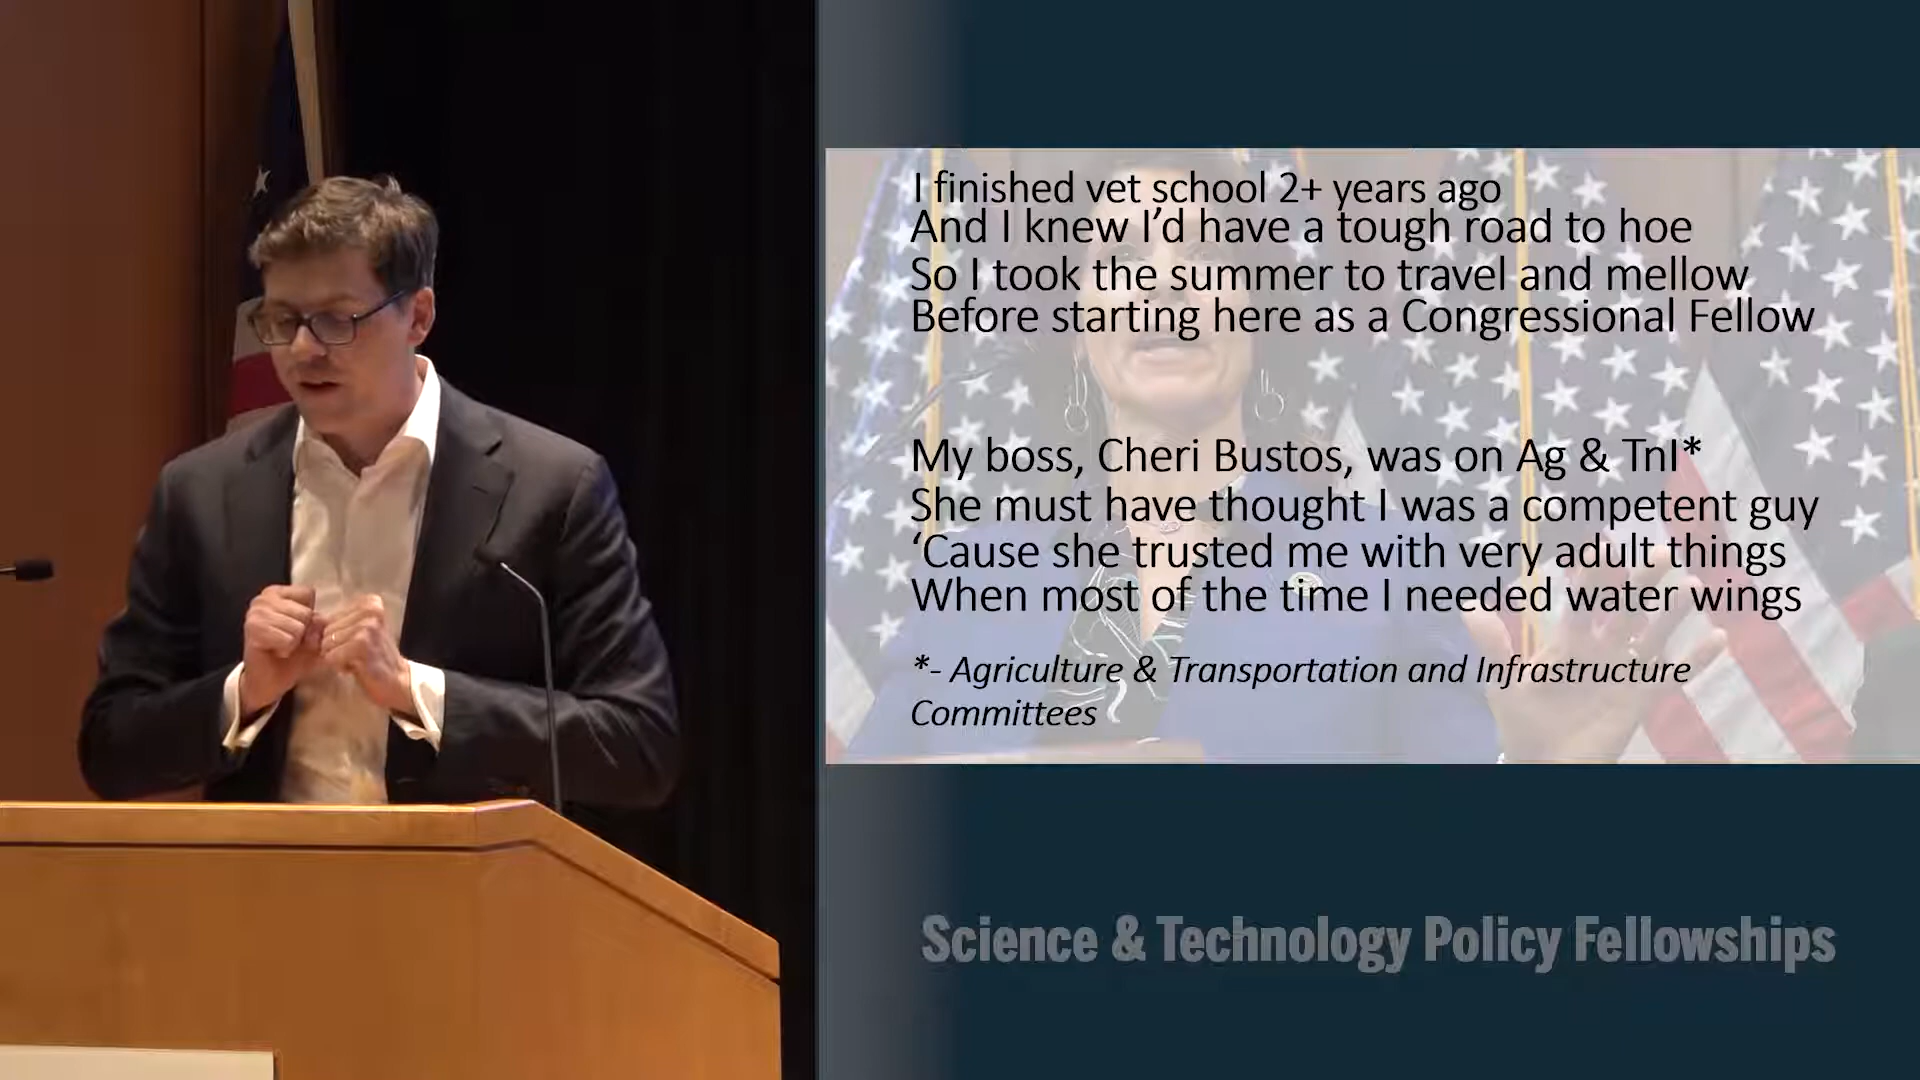 I finished vet school 2+ years ago
And I knew I’d have a tough road to hoe
So I took the summer to travel and mellow
Before starting here as a Congressional Fellow
My boss, Cheri Bustos, was on Ag & TnI*
She must have thought I was a competent guy
‘Cause she trusted me with very adult things
When most of the time I needed water wings
*- Agriculture & Transportation and Infrastructure
Committees
Science & Technology Policy Fellowships